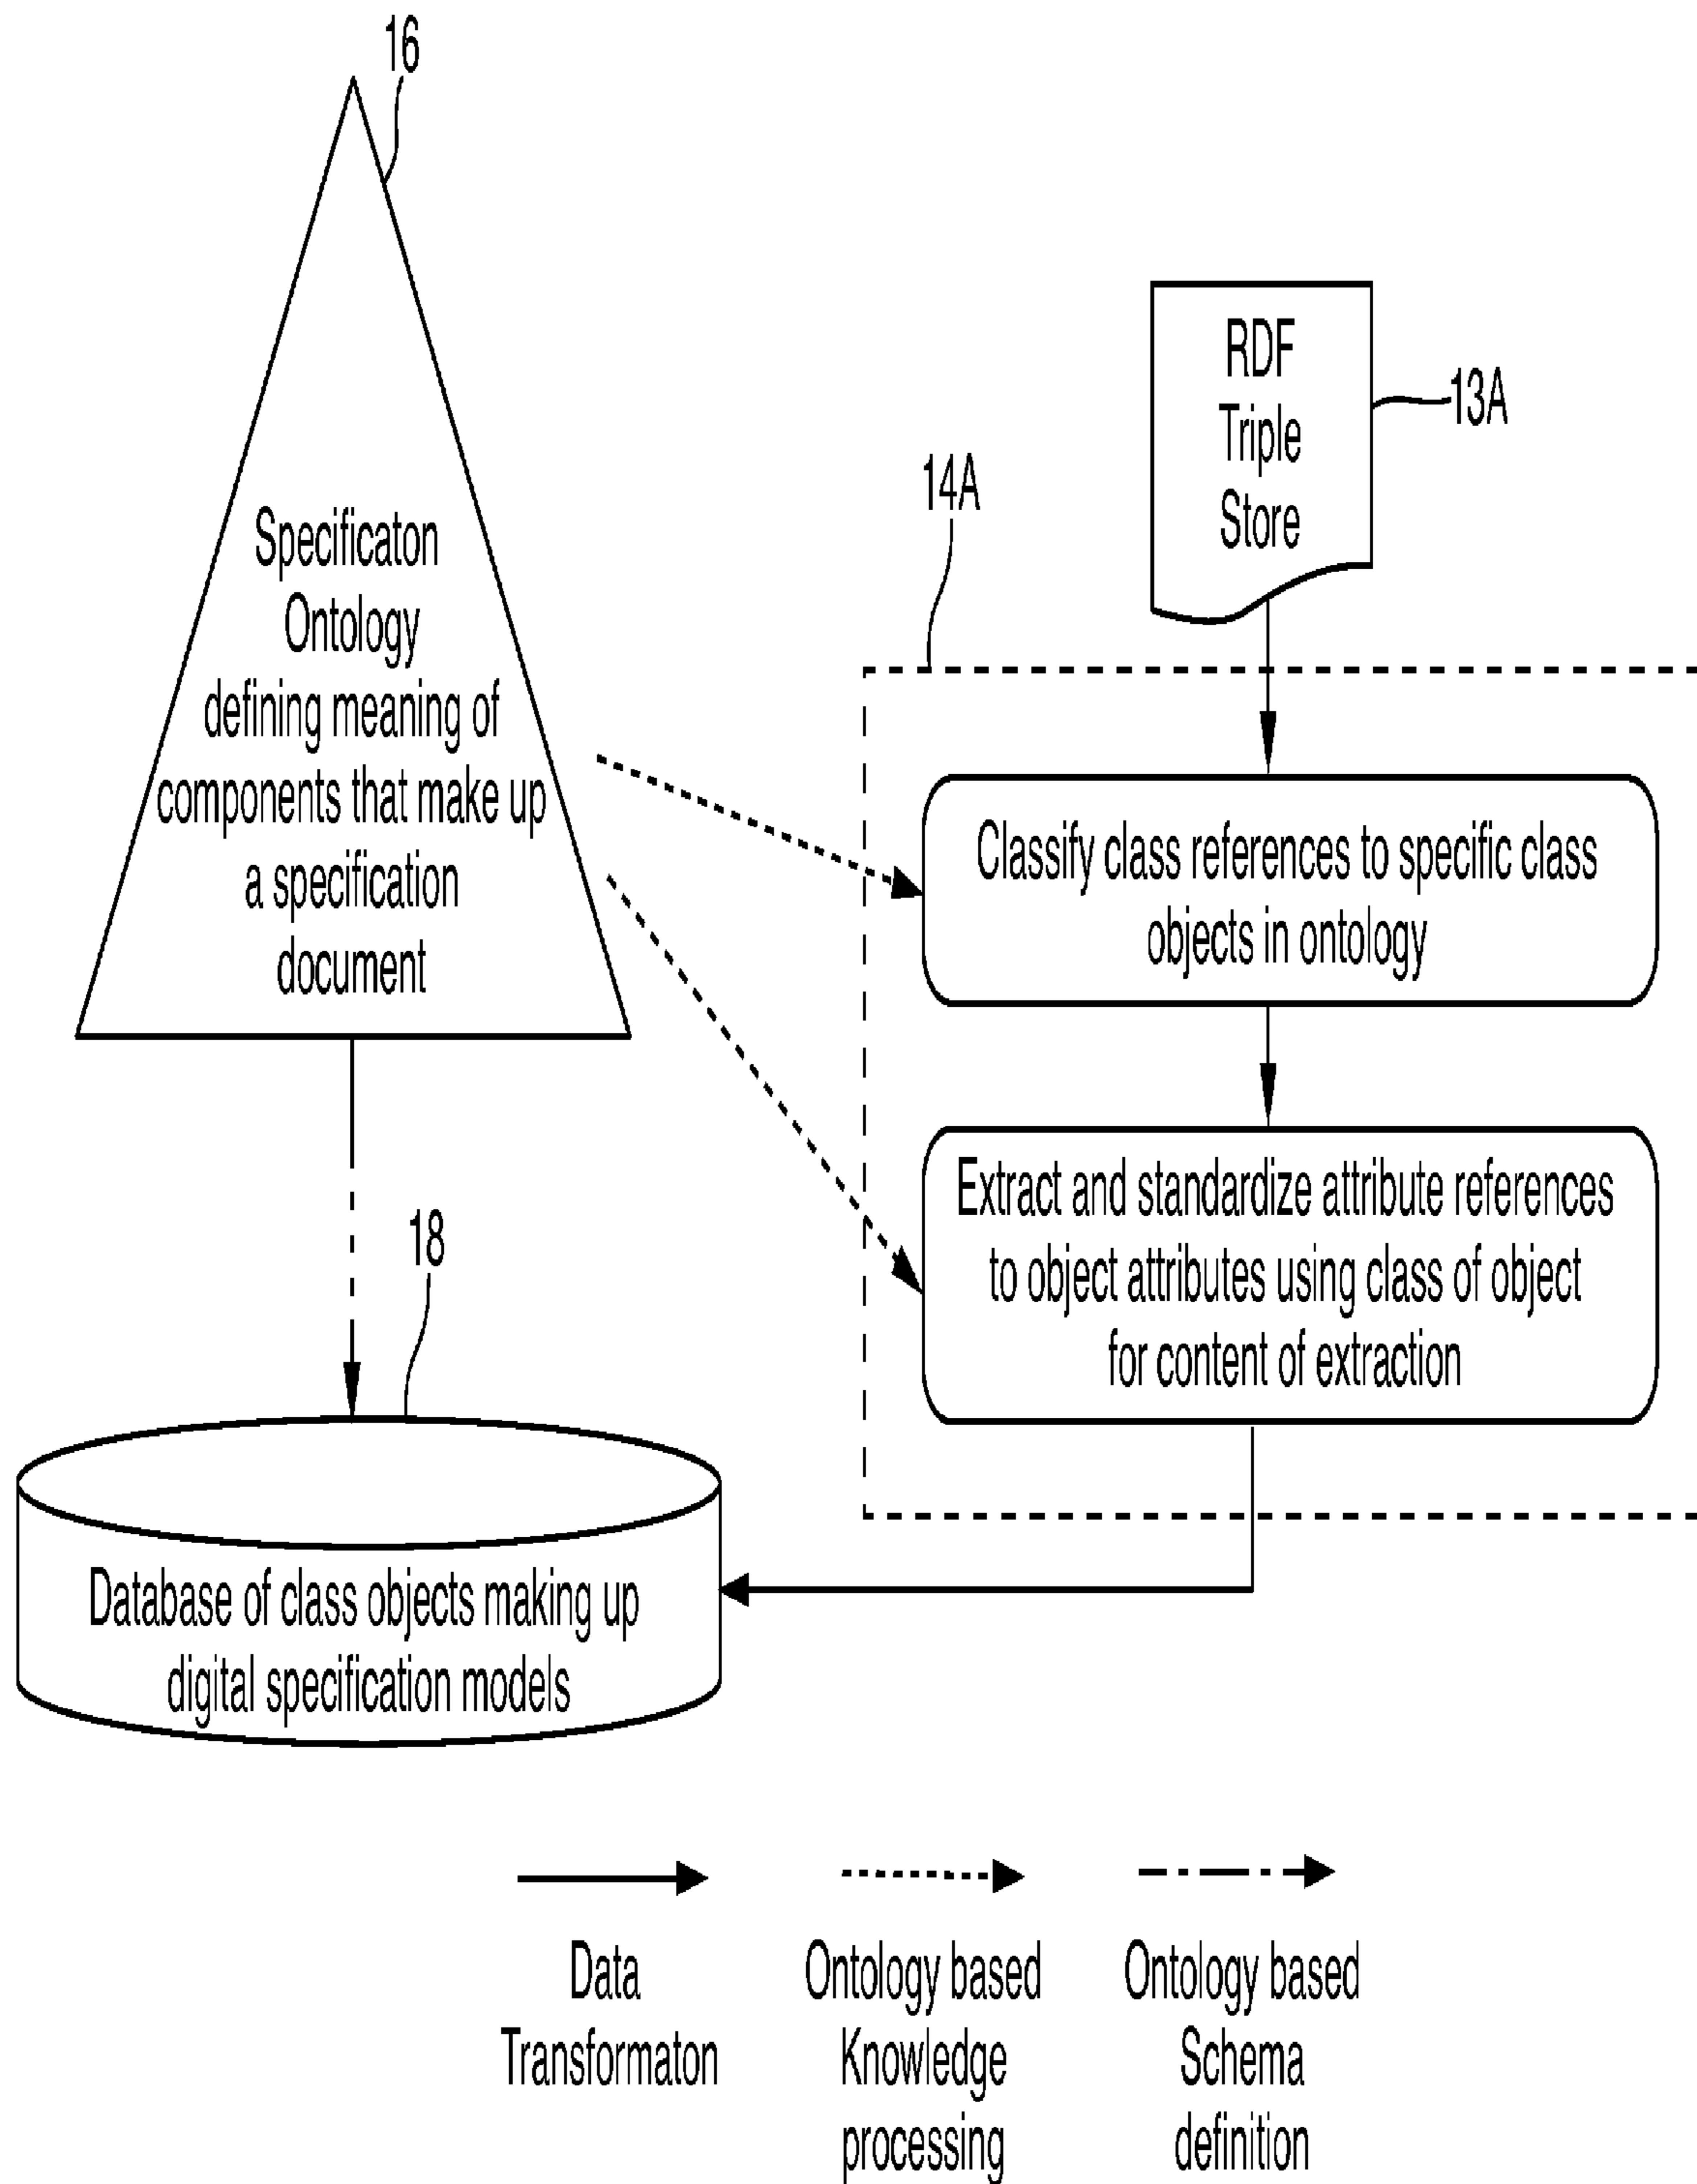 16
RDF
Triple
Store
13A
14A
Specificaton
Ontology
defining meaning of
components that make up
a specification
document
Classify class references to specific class
objects in ontology
Extract and standardize attribute references
to object attributes using class of object
for content of extraction
18
Database of class objects making up
digital specification models
Data
Transformaton
Ontology based
Knowledge
processing
Ontology based
Schema
definition